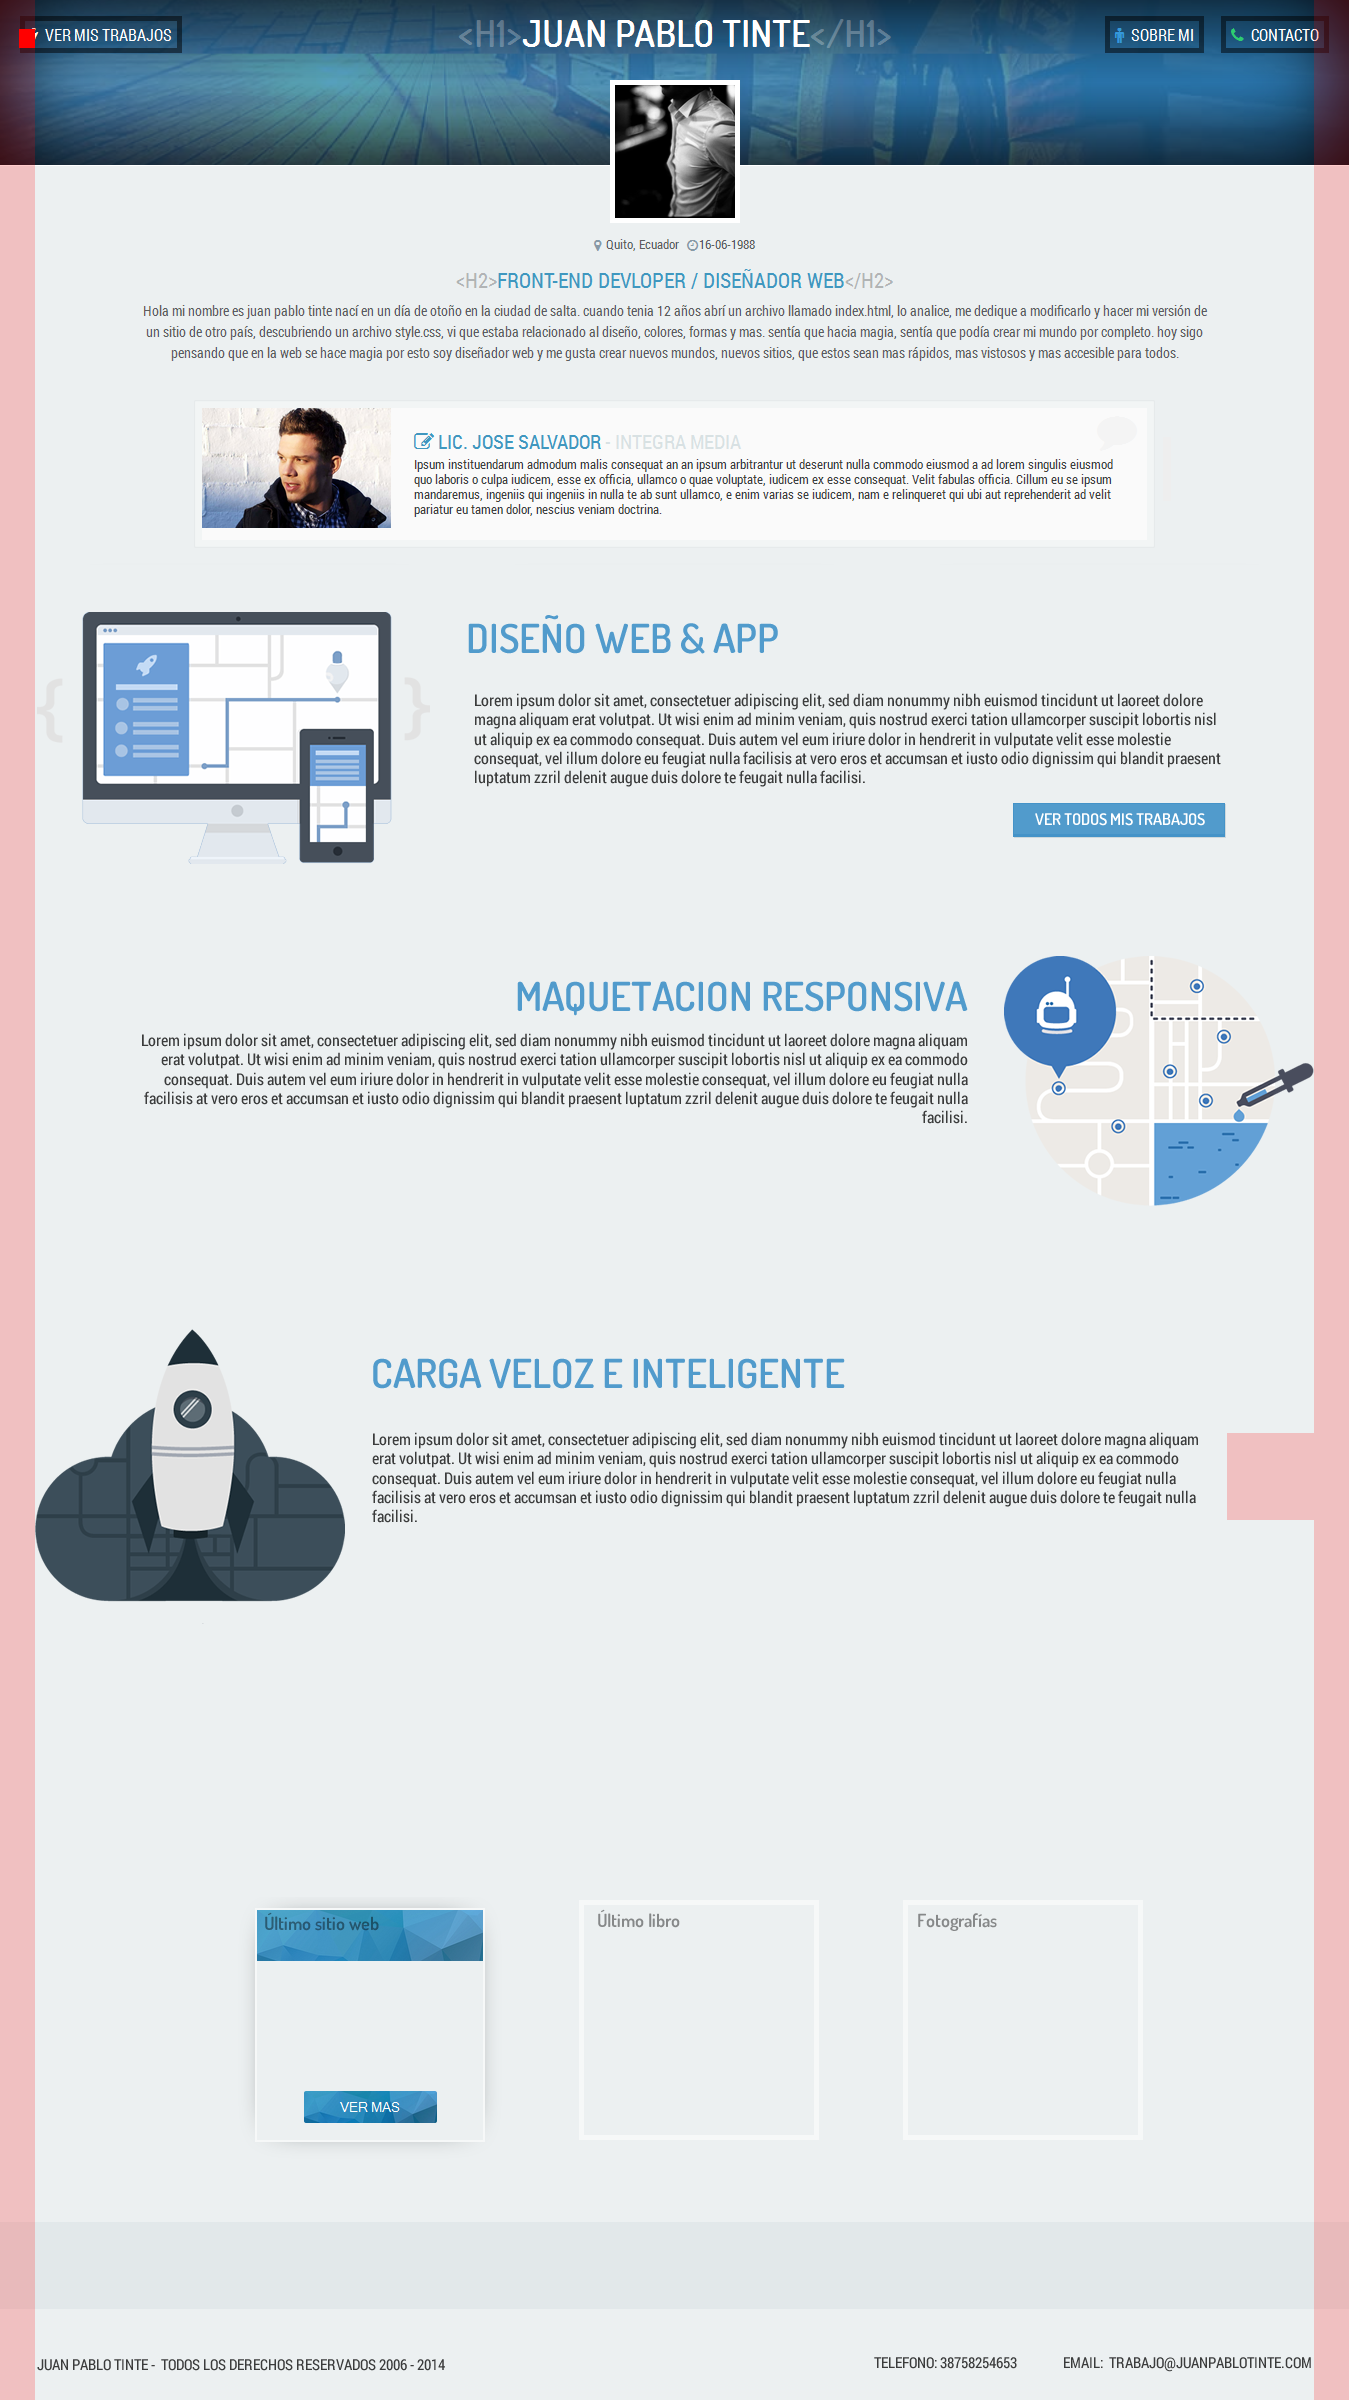 VER MIS TRABAJOS
<H1>JUAN PABLO TINTE</H1>
SOBRE MI
CONTACTO
Quito, Ecuador 16-06-1988
<H2>FRONT-END DEVLOPER / DISEÑADOR WEB</H2>
Hola mi nombre es juan pablo tinte nací en un día de otoño en la ciudad de salta. cuando tenia 12 años abrí un archivo llamado index.html, lo analice, me dedique a modificarlo y hacer mi versión de
un sitio de otro país, descubriendo un archivo style.css, vi que estaba relacionado al diseño, colores, formas y mas. sentía que hacia magia, sentía que podía crear mi mundo por completo. hoy sigo
pensando que en la web se hace magia por esto soy diseñador web y me gusta crear nuevos mundos, nuevos sitios, que estos sean mas rápidos, mas vistosos y mas accesible para todos.
LIC. JOSE SALVADOR - INTEGRA MEDIA
Ipsum instituendarum admodum malis consequat an an ipsum arbitrantur ut deserunt nulla commodo eiusmod a ad lorem singulis eiusmod
quo laboris o culpa iudicem, esse ex officia, ullamco o quae voluptate, iudicem ex esse consequat. Velit fabulas officia. Cillum eu se ipsum
mandaremus, ingeniis qui ingeniis in nulla te ab sunt ullamco, e enim varias se iudicem, nam e relinqueret qui ubi aut reprehenderit ad velit
pariatur eu tamen dolor, nescius veniam doctrina.
{ }
DISEÑO WEB & APP
Lorem ipsum dolor sit amet, consectetuer adipiscing elit, sed diam nonummy nibh euismod tincidunt ut laoreet dolore
magna aliquam erat volutpat. Ut wisi enim ad minim veniam, quis nostrud exerci tation ullamcorper suscipit lobortis nisl
ut aliquip ex ea commodo consequat. Duis autem vel eum iriure dolor in hendrerit in vulputate velit esse molestie
consequat, vel illum dolore eu feugiat nulla facilisis at vero eros et accumsan et iusto odio dignissim qui blandit praesent
luptatum zzril delenit augue duis dolore te feugait nulla facilisi.
VER TODOS MIS TRABAJOS
MAQUETACION RESPONSIVA
Lorem ipsum dolor sit amet, consectetuer adipiscing elit, sed diam nonummy nibh euismod tincidunt ut laoreet dolore magna aliquam
erat volutpat. Ut wisi enim ad minim veniam, quis nostrud exerci tation ullamcorper suscipit lobortis nisl ut aliquip ex ea commodo
consequat. Duis autem vel eum iriure dolor in hendrerit in vulputate velit esse molestie consequat, vel illum dolore eu feugiat nulla
facilisis at vero eros et accumsan et iusto odio dignissim qui blandit praesent luptatum zzril delenit augue duis dolore te feugait nulla
facilisi.
CARGA VELOZ E INTELIGENTE
Lorem ipsum dolor sit amet, consectetuer adipiscing elit, sed diam nonummy nibh euismod tincidunt ut laoreet dolore magna aliquam
erat volutpat. Ut wisi enim ad minim veniam, quis nostrud exerci tation ullamcorper suscipit lobortis nisl ut aliquip ex ea commodo
consequat. Duis autem vel eum iriure dolor in hendrerit in vulputate velit esse molestie consequat, vel illum dolore eu feugiat nulla
facilisis at vero eros et accumsan et iusto odio dignissim qui blandit praesent luptatum zzril delenit augue duis dolore te feugait nulla
facilisi.
Último sitio web
VER MAS
Último libro
Fotografías
JUAN PABLO TINTE - TODOS LOS DERECHOS RESERVADOS 2006 - 2014
TELEFONO: 38758254653
EMAIL: TRABAJO@JUANPABLOTINTE.COM